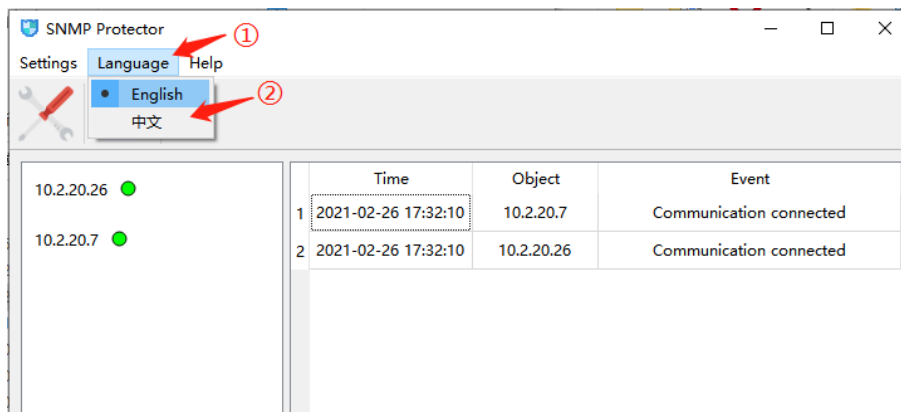 SNMP Protector
①
Settings Language Help
English
②
中文
Time Object Event
10.2.20.26
1 2021-02-26 17:32:10 10.2.20.7 Communication connected
10.2.20.7
2 2021-02-26 17:32:10 10.2.20.26 Communication connected